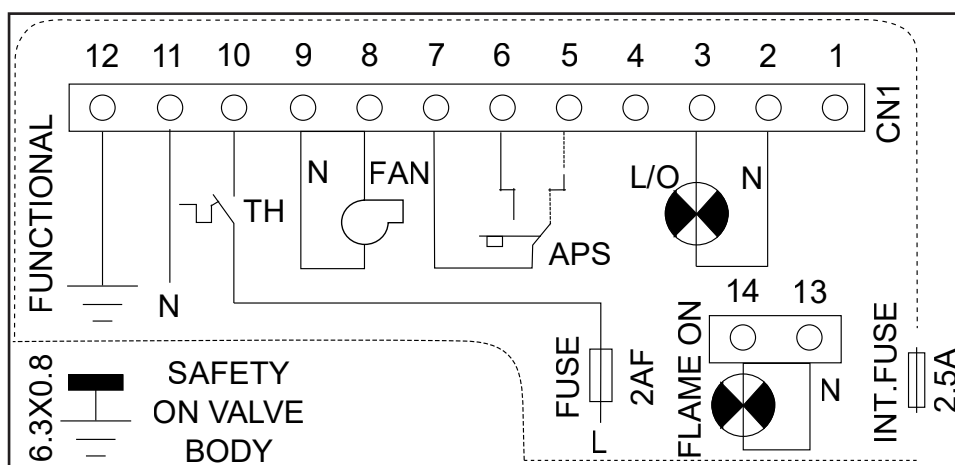 12 11 10 9 8 7 6 5 4 3 2 1
CN1
FUNCTIONAL
N
TH
N
FAN
APS
L/O
N
14 13
FLAME ON
N
FUSE
2AF
L
INT.FUSE
2.5A
6.3X0.8
SAFETY
ON VALVE
BODY